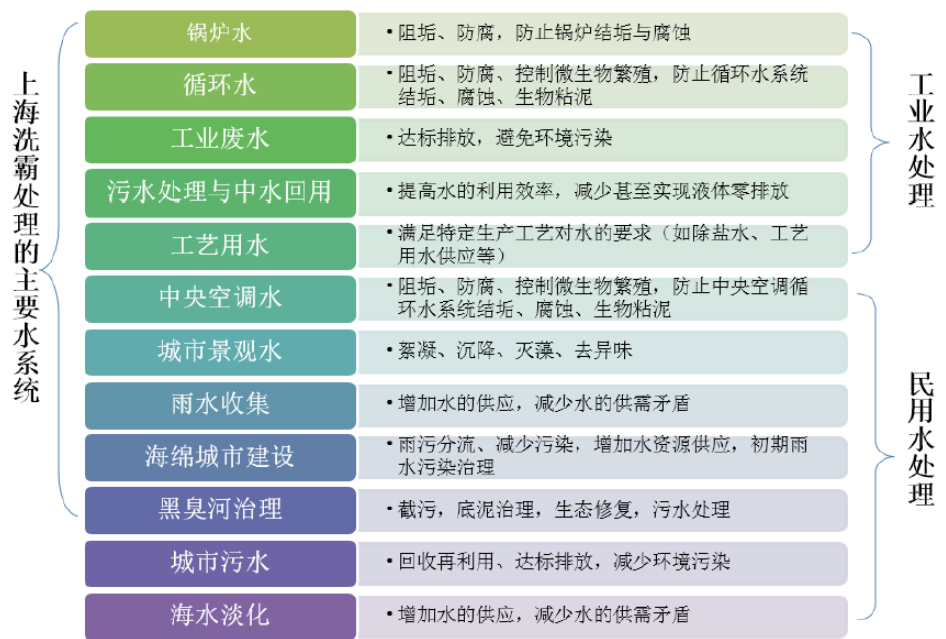 上海洗霸处理的主要水系统
锅炉水
•阻垢、防腐，防止锅炉结垢与腐蚀
循环水
•阻垢、防腐、控制微生物繁殖，防止循环水系统
结垢、腐蚀、生物粘泥
工业废水
•达标排放，避免环境污染
污水处理与中水回用
•提高水的利用效率，减少甚至实现液体零排放
工艺用水
•满足特定生产工艺对水的要求（如除盐水、工艺
用水供应等）
工业水处理
中央空调水
•阻垢、防腐、控制微生物繁殖，防止中央空调循
环水系统结垢、腐蚀、生物粘泥
城市景观水
•絮凝、沉降、灭藻、去异味
雨水收集
•增加水的供应，减少水的供需矛盾
海绵城市建设
•雨污分流、减少污染，增加水资源供应，初期雨
水污染治理
黑臭河治理
•截污，底泥治理，生态修复，污水处理
城市污水
•回收再利用、达标排放，减少环境污染
海水淡化
•增加水的供应，减少水的供需矛盾
民用水处理